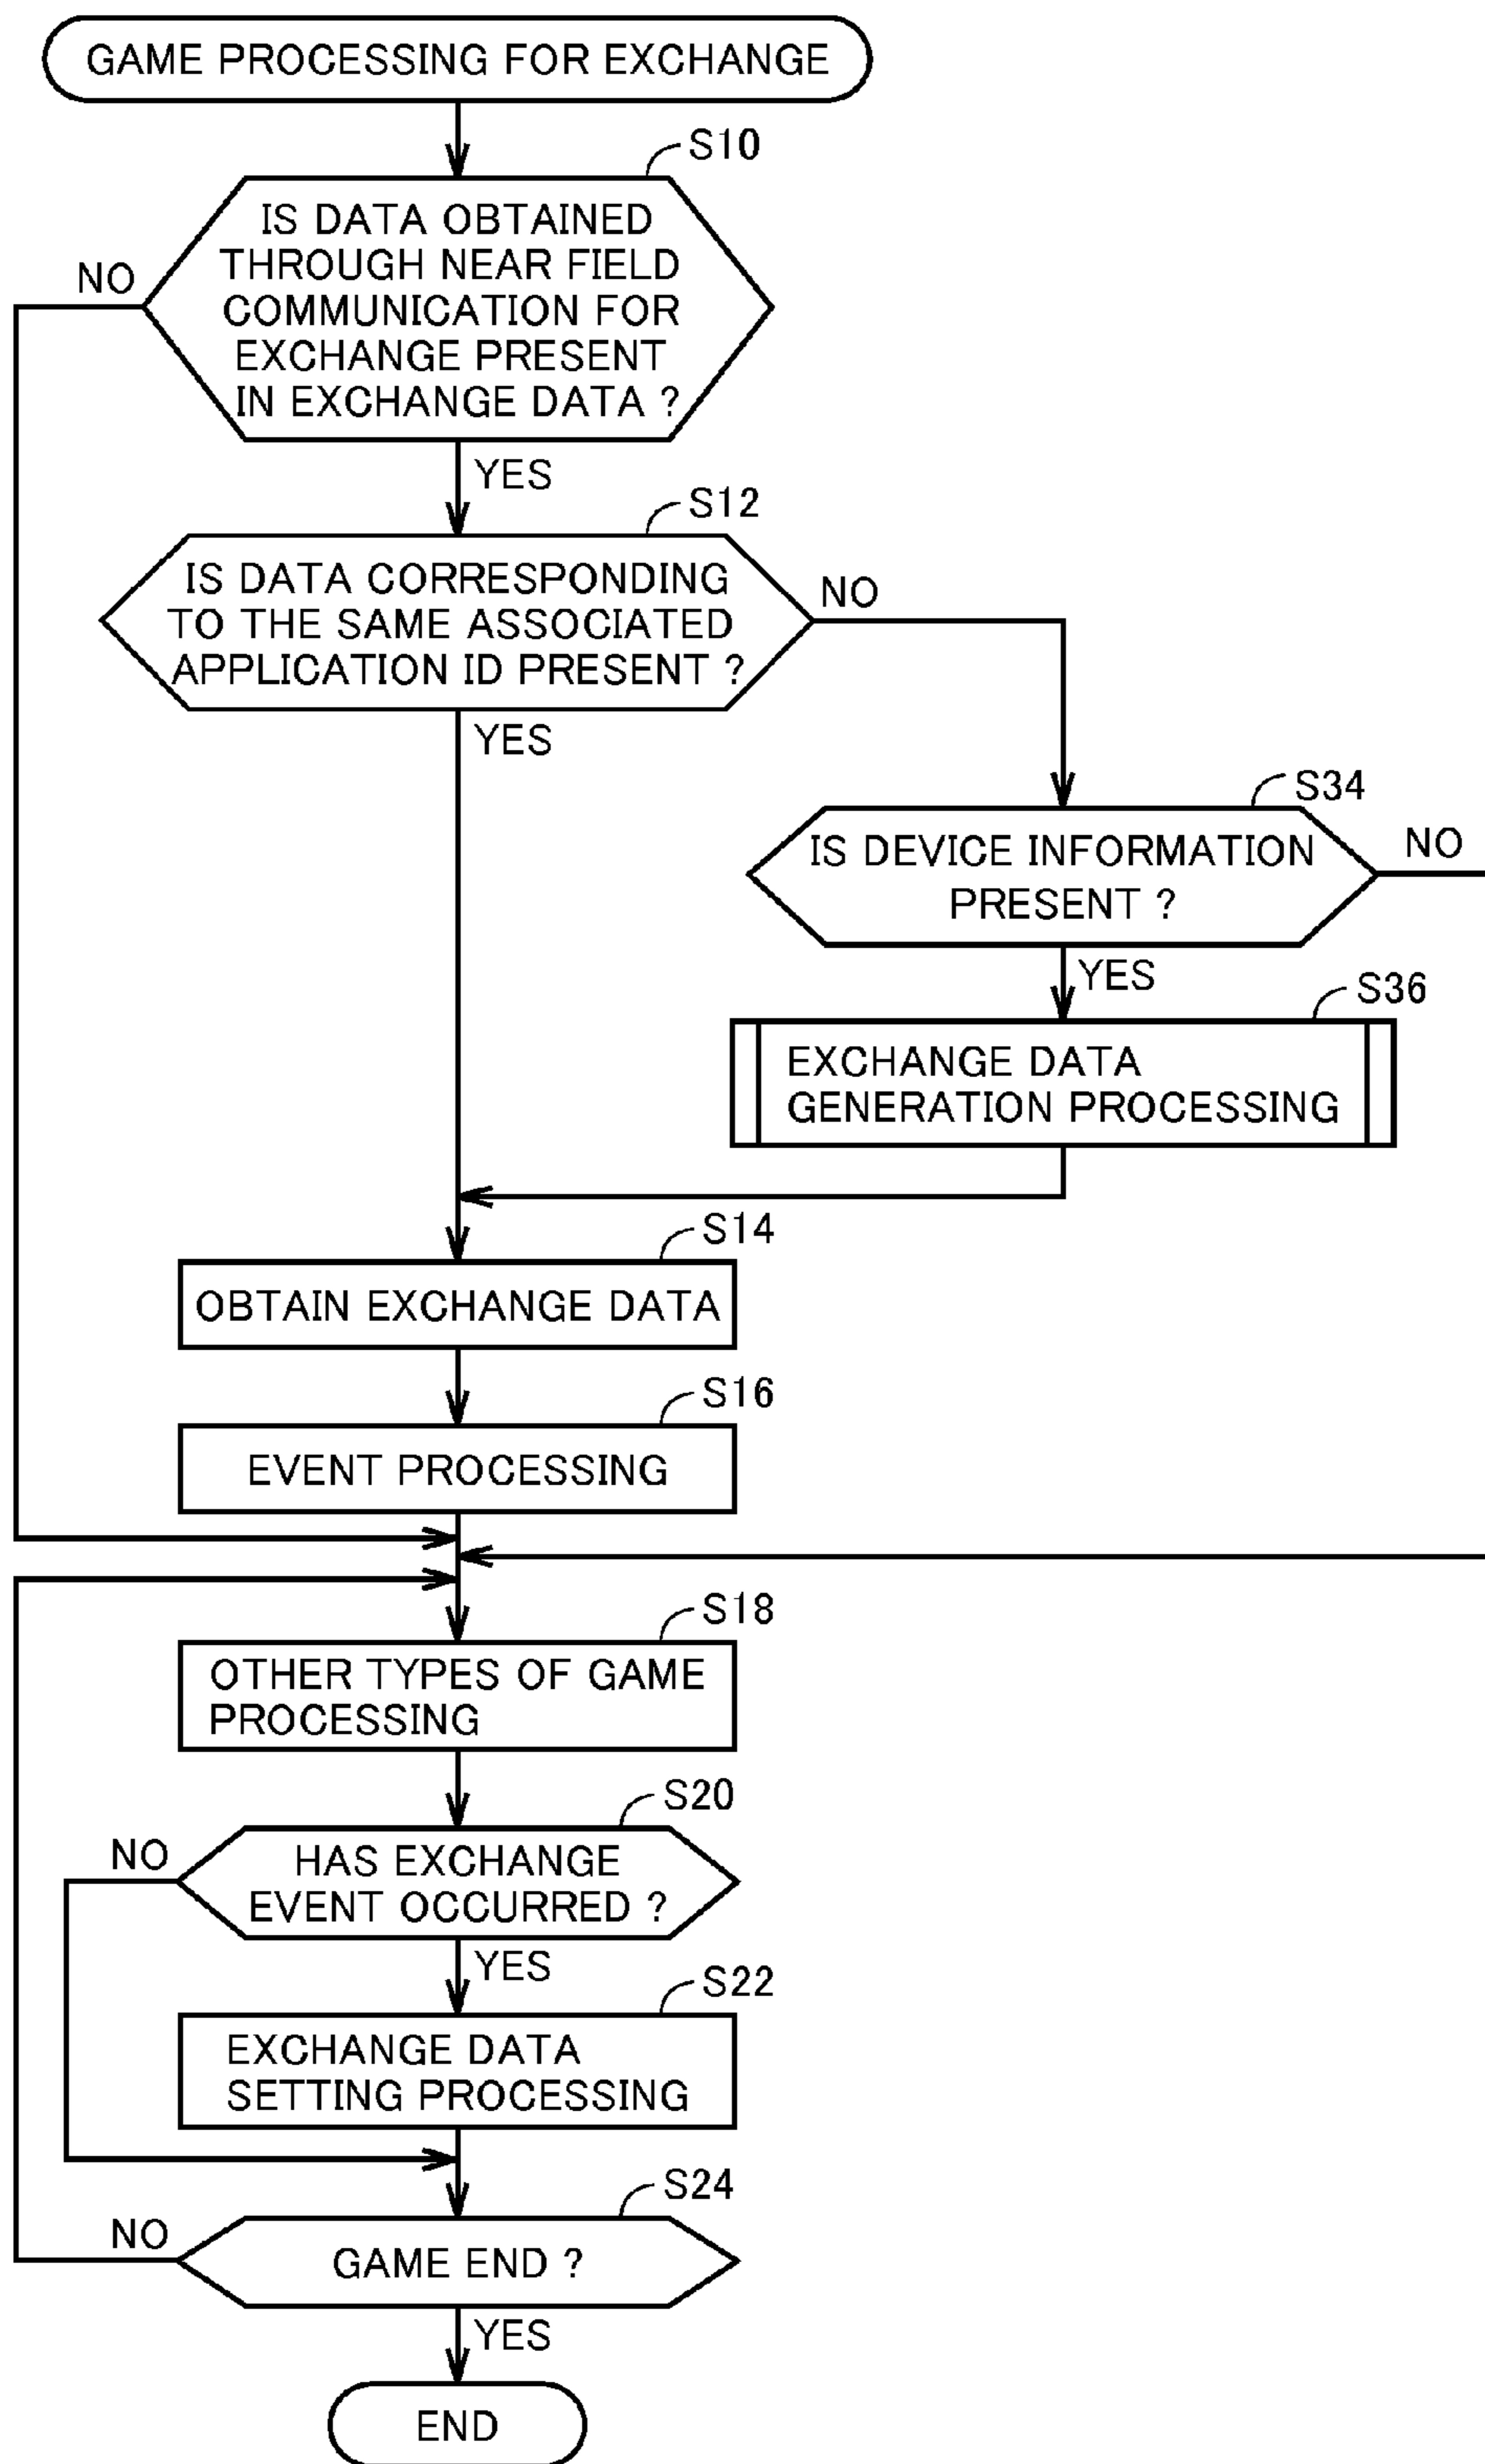 GAME PROCESSING FOR EXCHANGE
S10
IS DATA OBTAINED
THROUGH NEAR FIELD
COMMUNICATION FOR
EXCHANGE PRESENT
IN EXCHANGE DATA ?
NO
YES
S12
IS DATA CORRESPONDING
TO THE SAME ASSOCIATED
APPLICATION ID PRESENT ?
NO
YES
S34
IS DEVICE INFORMATION
PRESENT ?
NO
YES
S36
EXCHANGE DATA
GENERATION PROCESSING
S14
OBTAIN EXCHANGE DATA
S16
EVENT PROCESSING
S18
OTHER TYPES OF GAME
PROCESSING
S20
HAS EXCHANGE
EVENT OCCURRED ?
NO
YES
S22
EXCHANGE DATA
SETTING PROCESSING
S24
GAME END ?
NO
YES
END